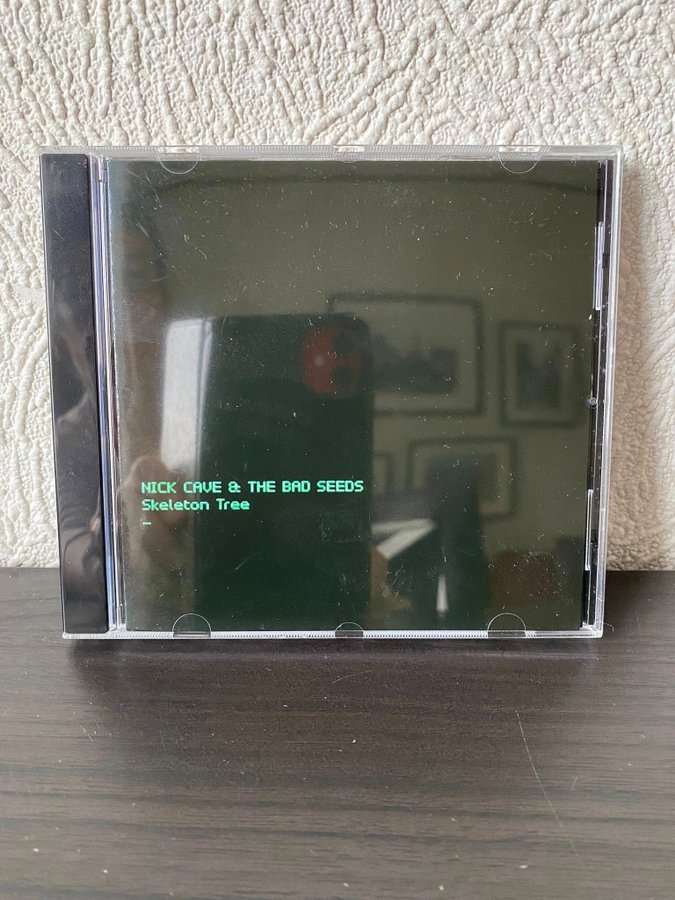 NICK CAVE & THE BAD SEEDS
Skeleton Tree
_